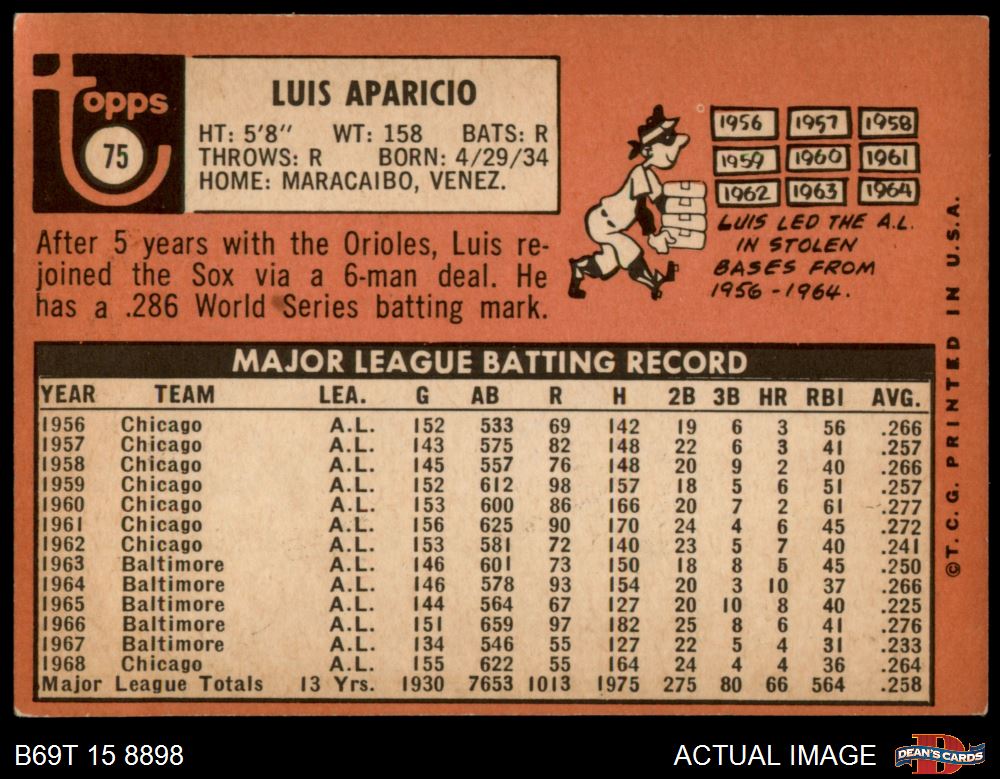 topps
75
LUIS APARICIO
HT: 5'8" WT: 158 BATS: R
THROWS: R BORN: 4/29/34
HOME: MARACAIBO, VENEZ.
After 5 years with the Orioles, Luis re-
joined the Sox via a 6-man deal. He
has a .286 World Series batting mark.
1956 1957 1958
1959 1960 1961
1962 1963 1964
LUIS LED THE A.L.
IN STOLEN
BASES FROM
1956-1964.
MAJOR LEAGUE BATTING RECORD
YEAR TEAM LEA. G AB R H 2B 3B HR RBI AVG.
1956 Chicago A.L. 152 533 69 142 19 6 3 56 .266
1957 Chicago A.L. 143 575 82 148 22 6 3 41 .257
1958 Chicago A.L. 145 557 76 148 20 9 2 40 .266
1959 Chicago A.L. 152 612 98 157 18 5 6 51 .257
1960 Chicago A.L. 153 600 86 166 20 7 2 61 .277
1961 Chicago A.L. 156 625 90 170 24 4 6 45 .272
1962 Chicago A.L. 153 581 72 140 23 5 7 40 .241
1963 Baltimore A.L. 146 601 73 150 18 8 5 45 .250
1964 Baltimore A.L. 146 578 93 154 20 3 10 37 .266
1965 Baltimore A.L. 144 564 67 127 20 10 8 40 .225
1966 Baltimore A.L. 151 659 97 182 25 8 6 41 .276
1967 Baltimore A.L. 134 546 55 127 22 5 4 31 .233
1968 Chicago A.L. 155 622 55 164 24 4 4 36 .264
Major League Totals 13 Yrs. 1930 7653 1013 1975 275 80 66 564 .258
©T.C.G. PRINTED IN U.S.A.
B69T 15 8898
ACTUAL IMAGE
DEAN'S CARDS